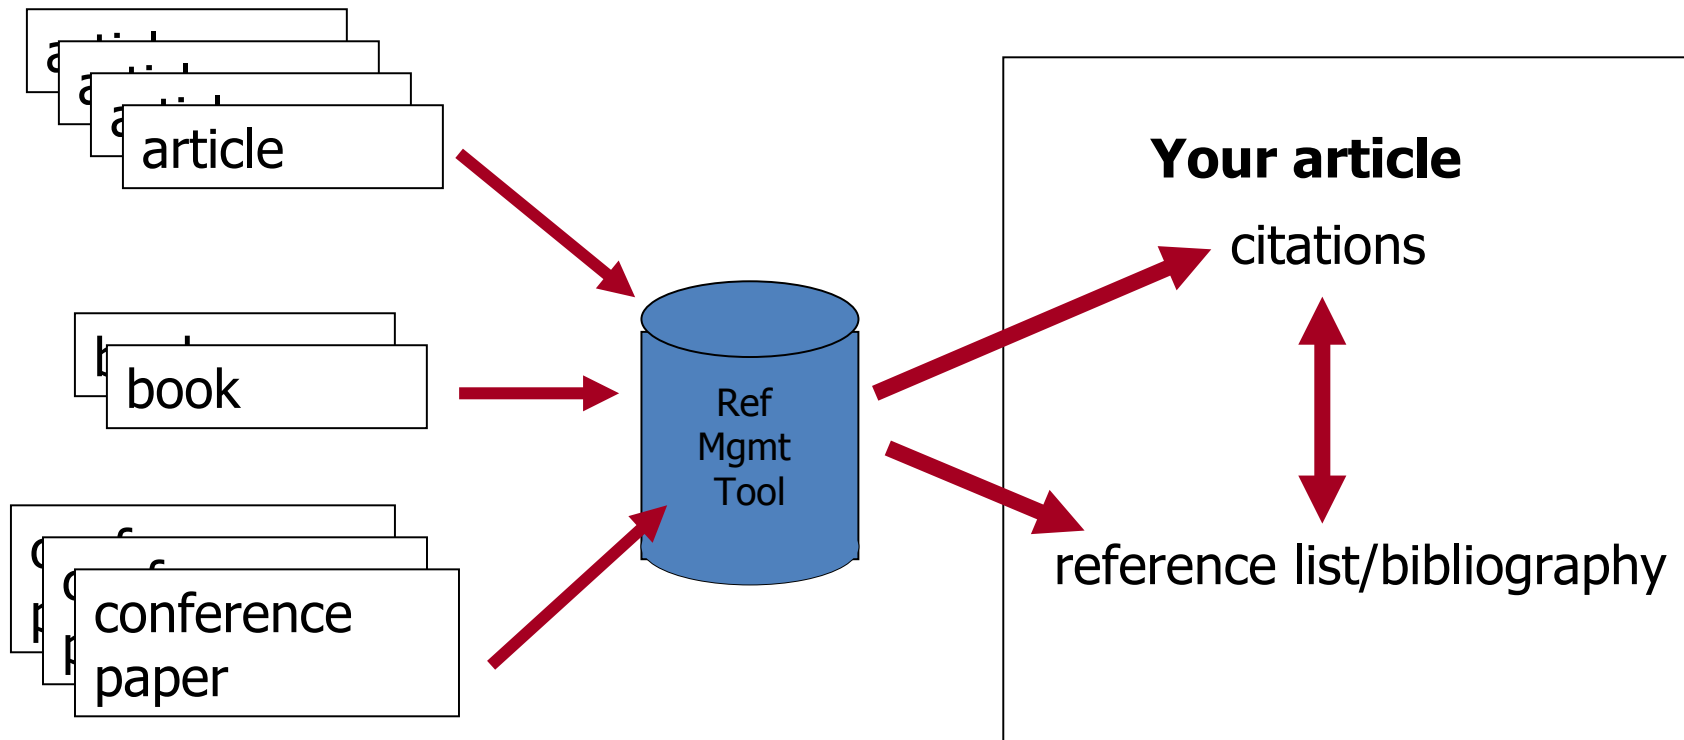 article
book
conference
paper
Ref
Mgmt
Tool
Your article
citations
reference list/bibliography